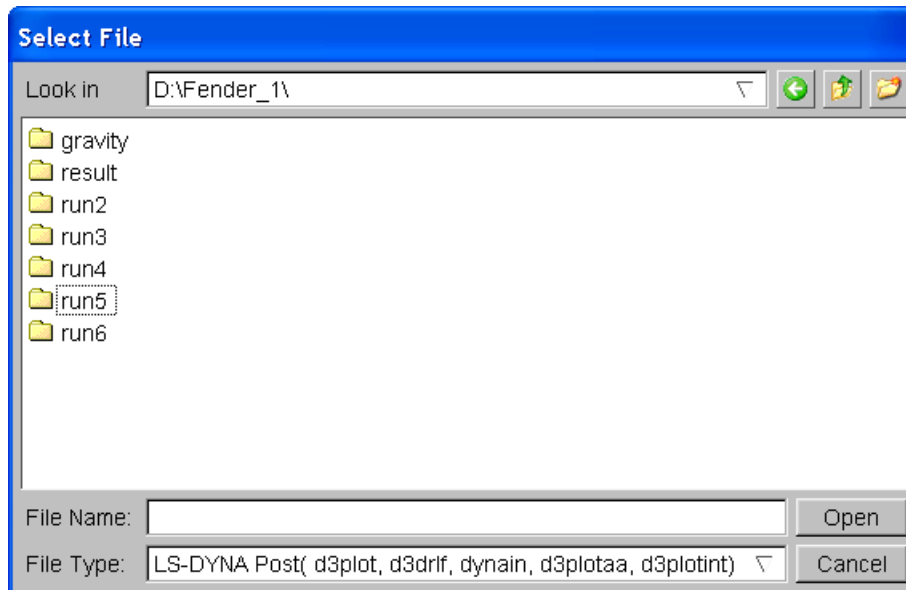 Select File
Look in D:\Fender_1\
gravity
result
run2
run3
run4
run5
run6
File Name: Open
File Type: LS-DYNA Post( d3plot, d3drlf, dynain, d3plotaa, d3plotint) Cancel